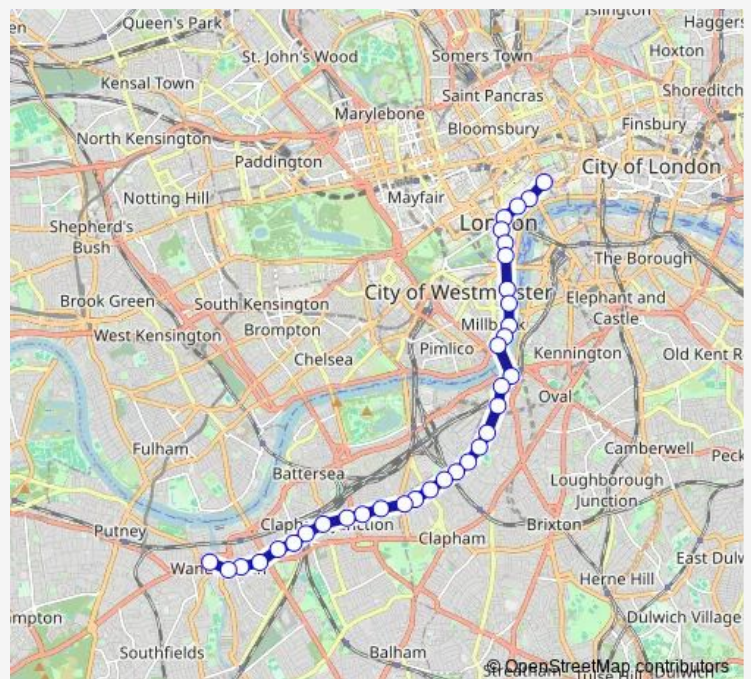 Islington
Queen's Park
Haggers
Hoxton
St. John's Wood
Somers Town
Kensal Town
Saint Pancras
Shoreditch
Marylebone
Bloomsbury
Finsbury
North Kensington
Paddington
City of London
Notting Hill
Mayfair
London
Shepherd's
Bush
The Borough
City of Westminster
Brook Green
South Kensington
Elephant and
Castle
West Kensington
Brompton
Millbank
Chelsea
Pimlico
Kennington
Old Kent R
Oval
Fulham
Camberwell
Peck
Battersea
Loughborough
Junction
Putney
Clapham Junction
Brixton
Clapham
East Dulw
Herne Hill
Dulwich Village
Southfields
Balham
© OpenStreetMap contributors